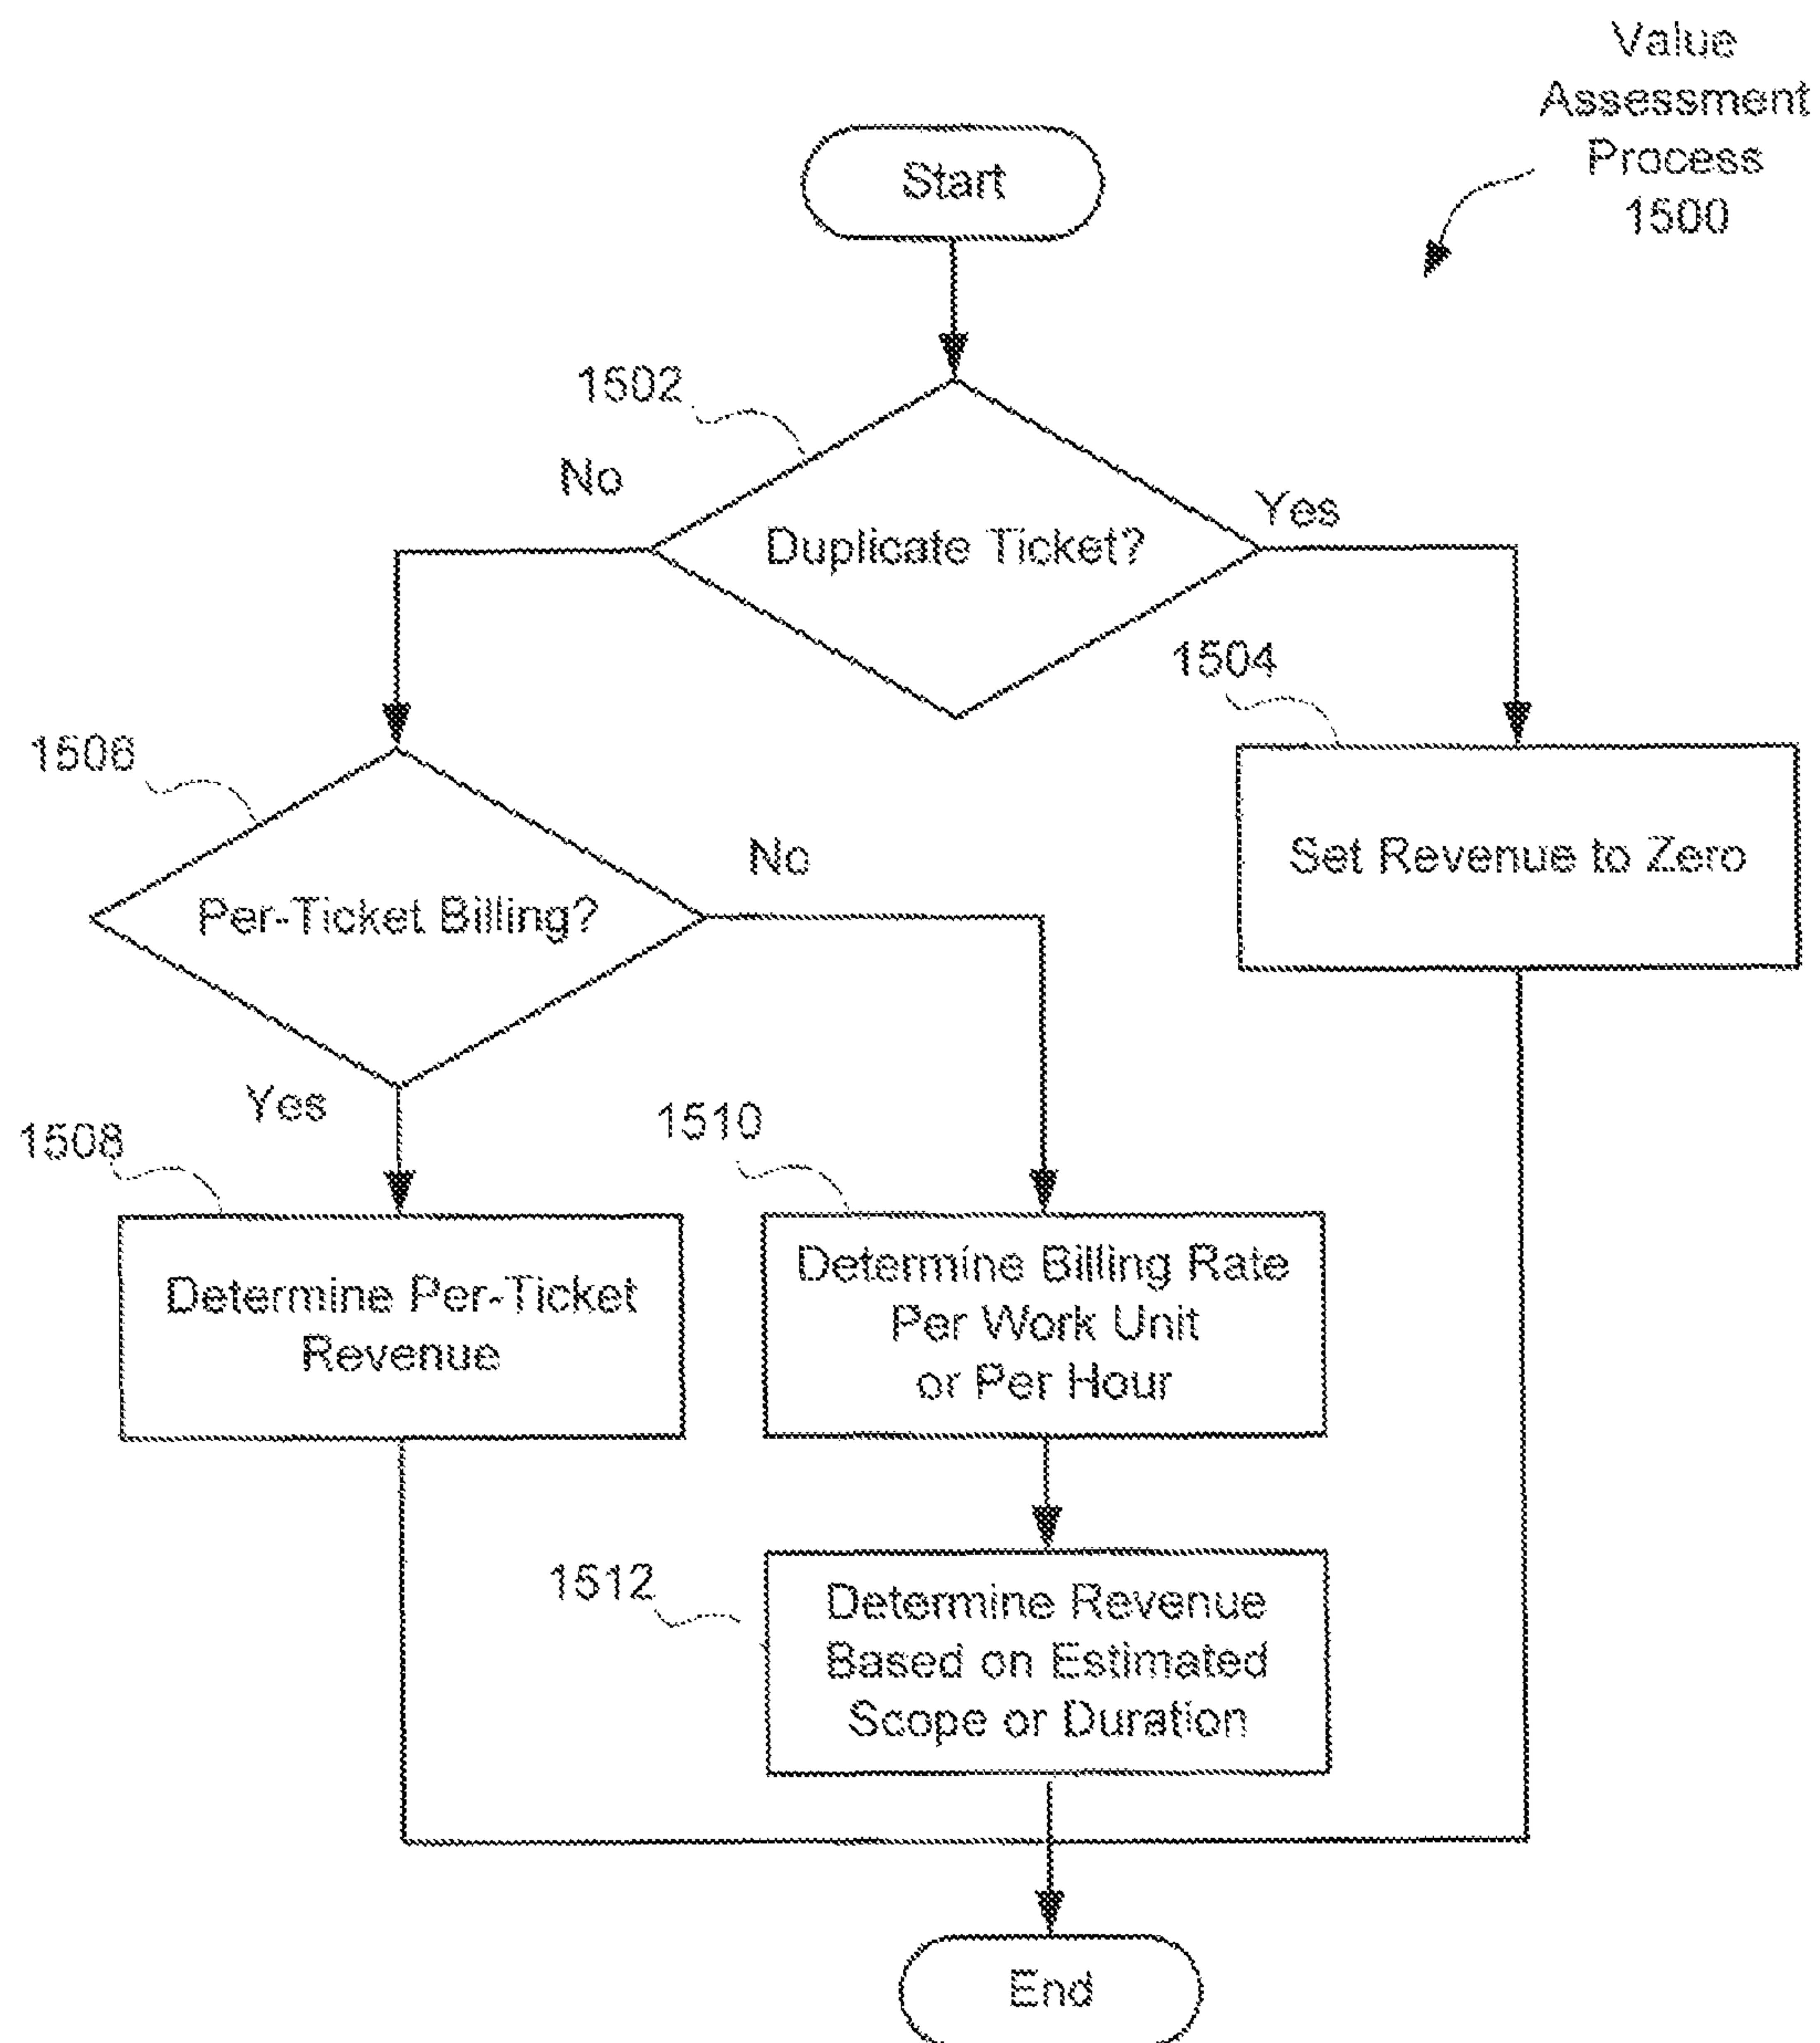 Value
Assessment
Process
1500
Start
1502
No
Yes
Duplicate Ticket?
1504
1506
No
Set Revenue to Zero
Per-Ticket Billing?
Yes
1508
1510
Determine Per-Ticket
Revenue
Determine Billing Rate
Per Work Unit
or Per Hour
1512
Determine Revenue
Based on Estimated
Scope or Duration
End